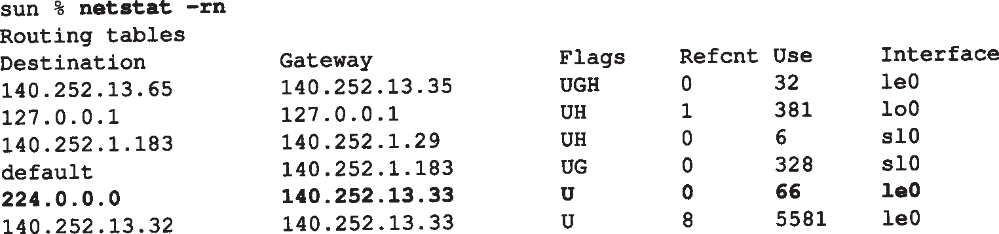 sun % netstat -rn
Routing tables
Destination Gateway Flags Refcnt Use Interface
140.252.13.65 140.252.13.35 UGH 0 32 le0
127.0.0.1 127.0.0.1 UH 1 381 lo0
140.252.1.183 140.252.1.29 UH 0 6 sl0
default 140.252.1.183 UG 0 328 sl0
224.0.0.0 140.252.13.33 U 0 66 le0
140.252.13.32 140.252.13.33 U 8 5581 le0